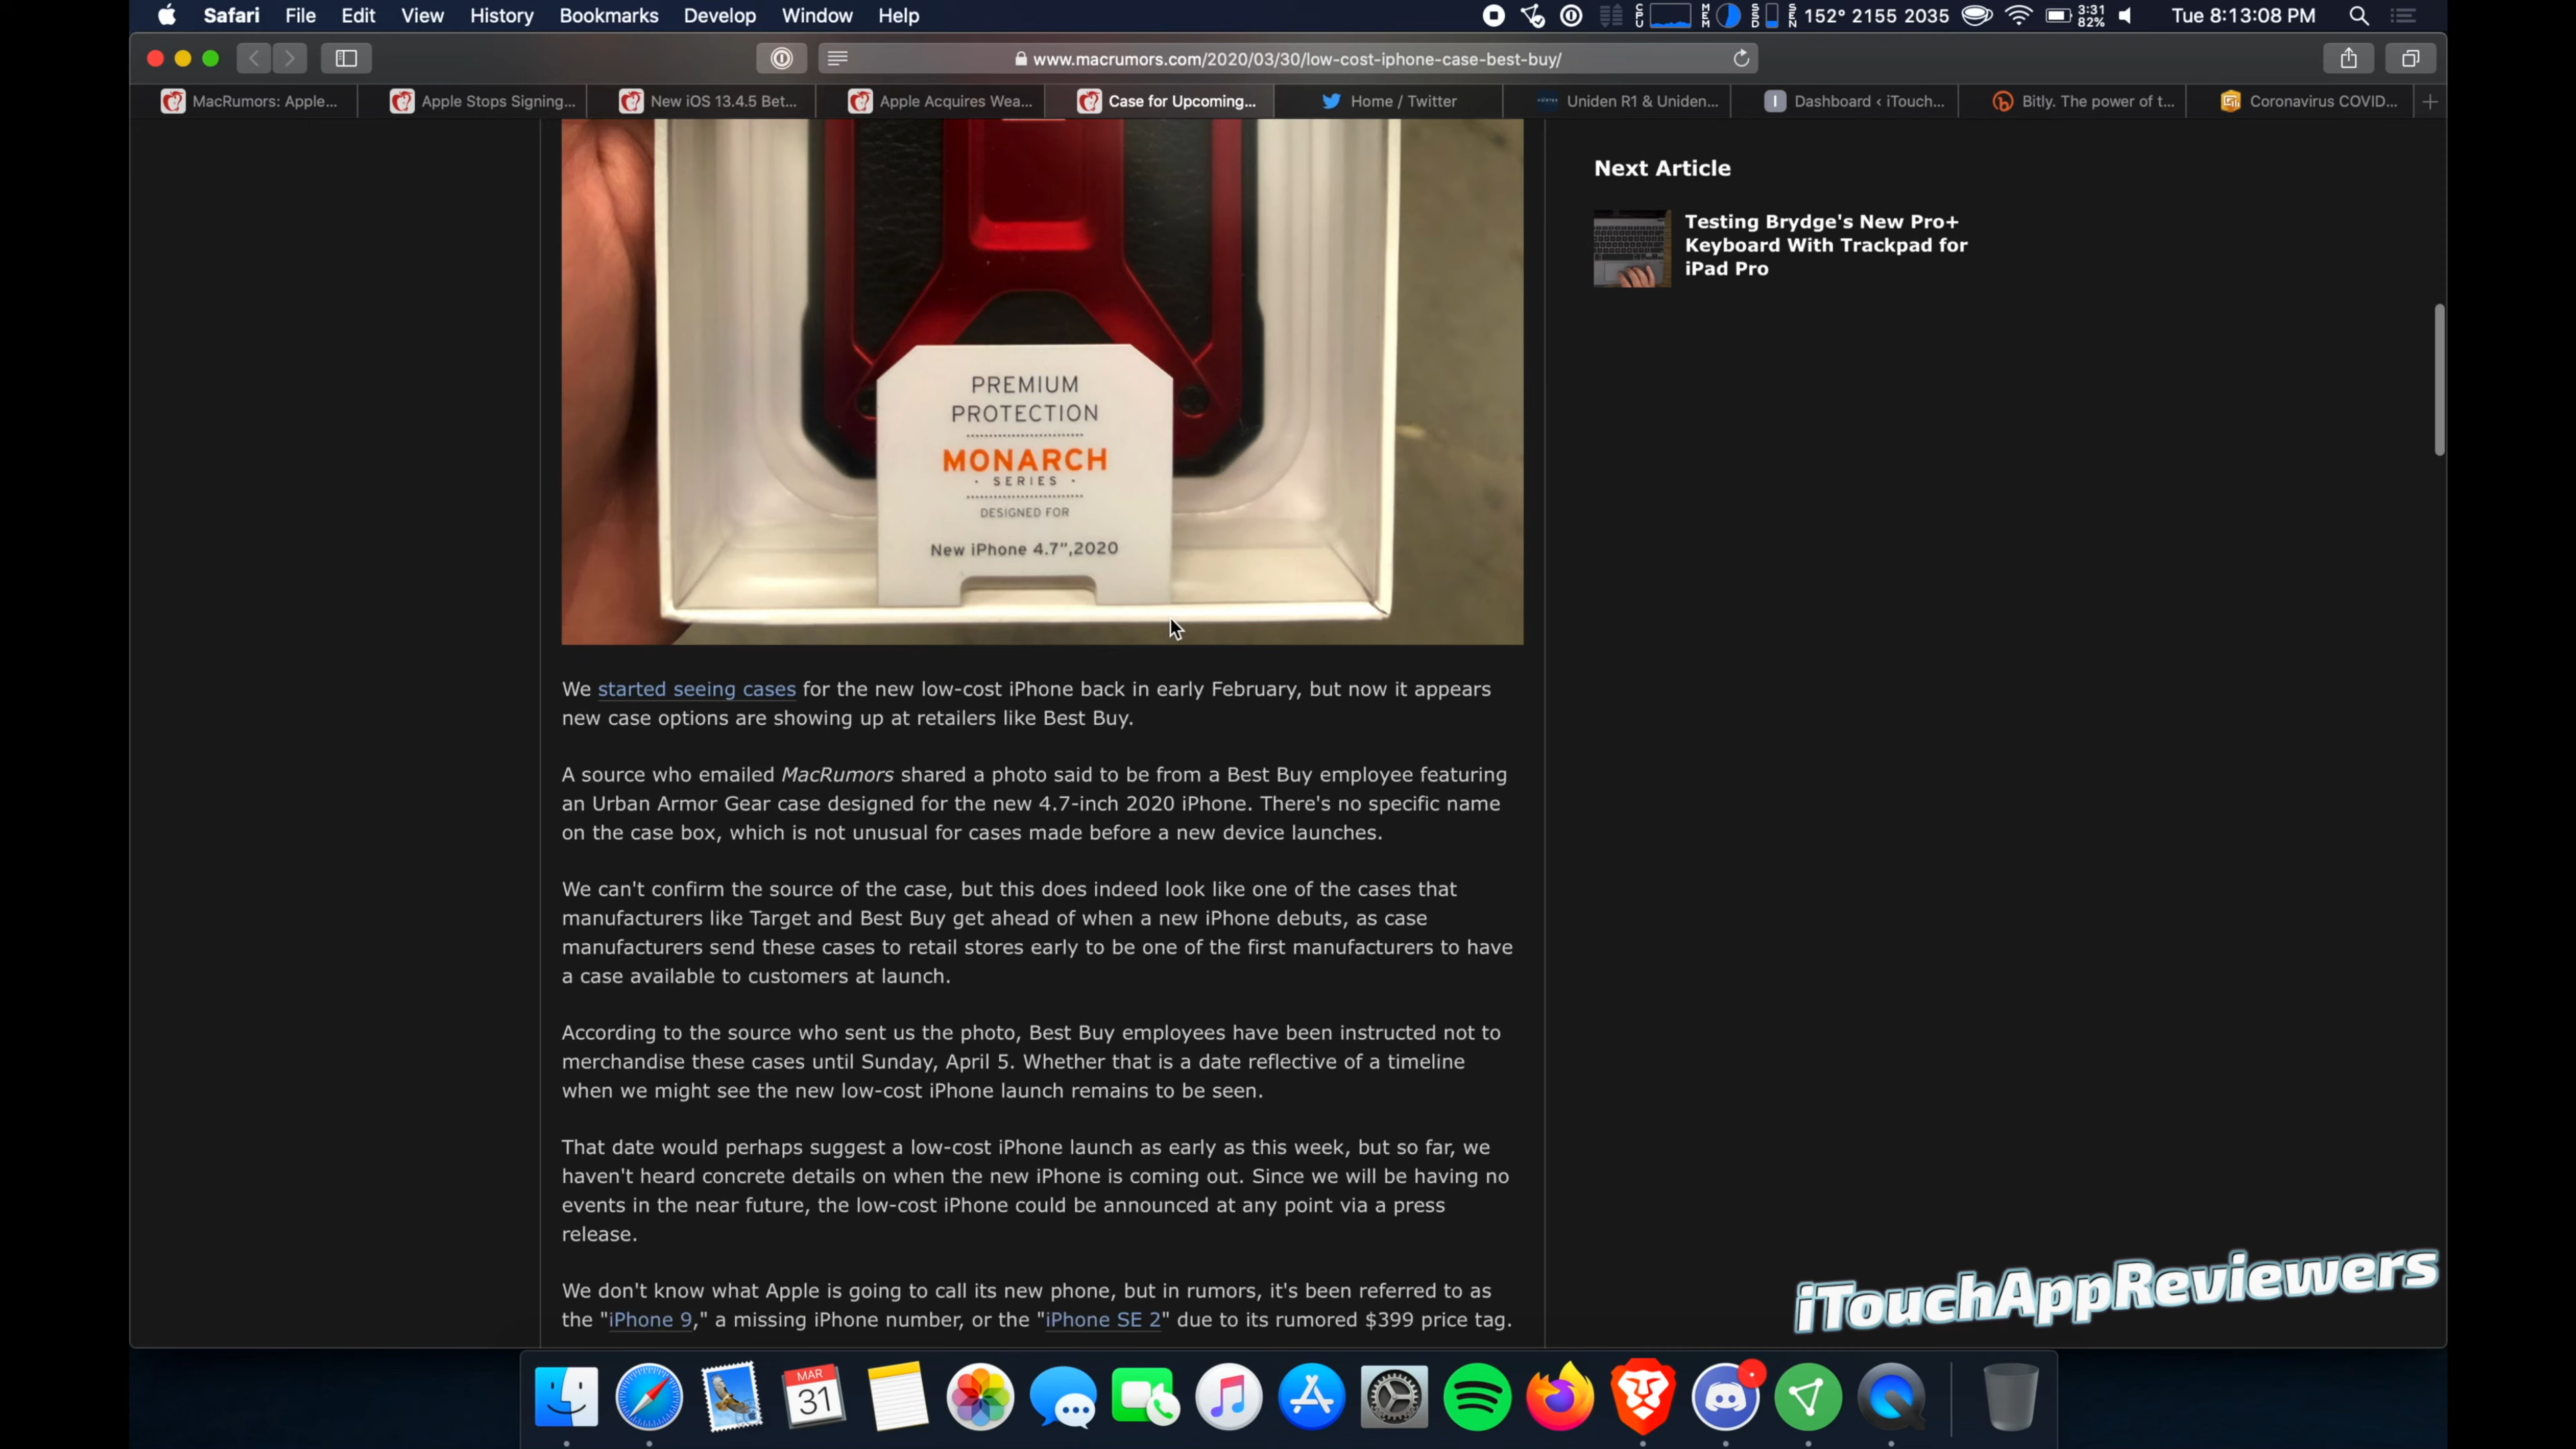 Safari File Edit View History Bookmarks Develop Window Help
CPU MEM SSD SEN 152° 2155 2035 3:31 82% Tue 8:13:08 PM
www.macrumors.com/2020/03/30/low-cost-iphone-case-best-buy/
MacRumors: Apple... Apple Stops Signing... New iOS 13.4.5 Bet... Apple Acquires Wea... Case for Upcoming... Home / Twitter Uniden R1 & Uniden... I Dashboard ‹ iTouch... Bitly. The power of t... Coronavirus COVID...
PREMIUM
PROTECTION
MONARCH
· SERIES ·
DESIGNED FOR
New iPhone 4.7",2020
Next Article
Testing Brydge's New Pro+
Keyboard With Trackpad for
iPad Pro
We started seeing cases for the new low-cost iPhone back in early February, but now it appears
new case options are showing up at retailers like Best Buy.
A source who emailed MacRumors shared a photo said to be from a Best Buy employee featuring
an Urban Armor Gear case designed for the new 4.7-inch 2020 iPhone. There's no specific name
on the case box, which is not unusual for cases made before a new device launches.
We can't confirm the source of the case, but this does indeed look like one of the cases that
manufacturers like Target and Best Buy get ahead of when a new iPhone debuts, as case
manufacturers send these cases to retail stores early to be one of the first manufacturers to have
a case available to customers at launch.
According to the source who sent us the photo, Best Buy employees have been instructed not to
merchandise these cases until Sunday, April 5. Whether that is a date reflective of a timeline
when we might see the new low-cost iPhone launch remains to be seen.
That date would perhaps suggest a low-cost iPhone launch as early as this week, but so far, we
haven't heard concrete details on when the new iPhone is coming out. Since we will be having no
events in the near future, the low-cost iPhone could be announced at any point via a press
release.
We don't know what Apple is going to call its new phone, but in rumors, it's been referred to as
the "iPhone 9," a missing iPhone number, or the "iPhone SE 2" due to its rumored $399 price tag.
iTouchAppReviewers
MAR
31